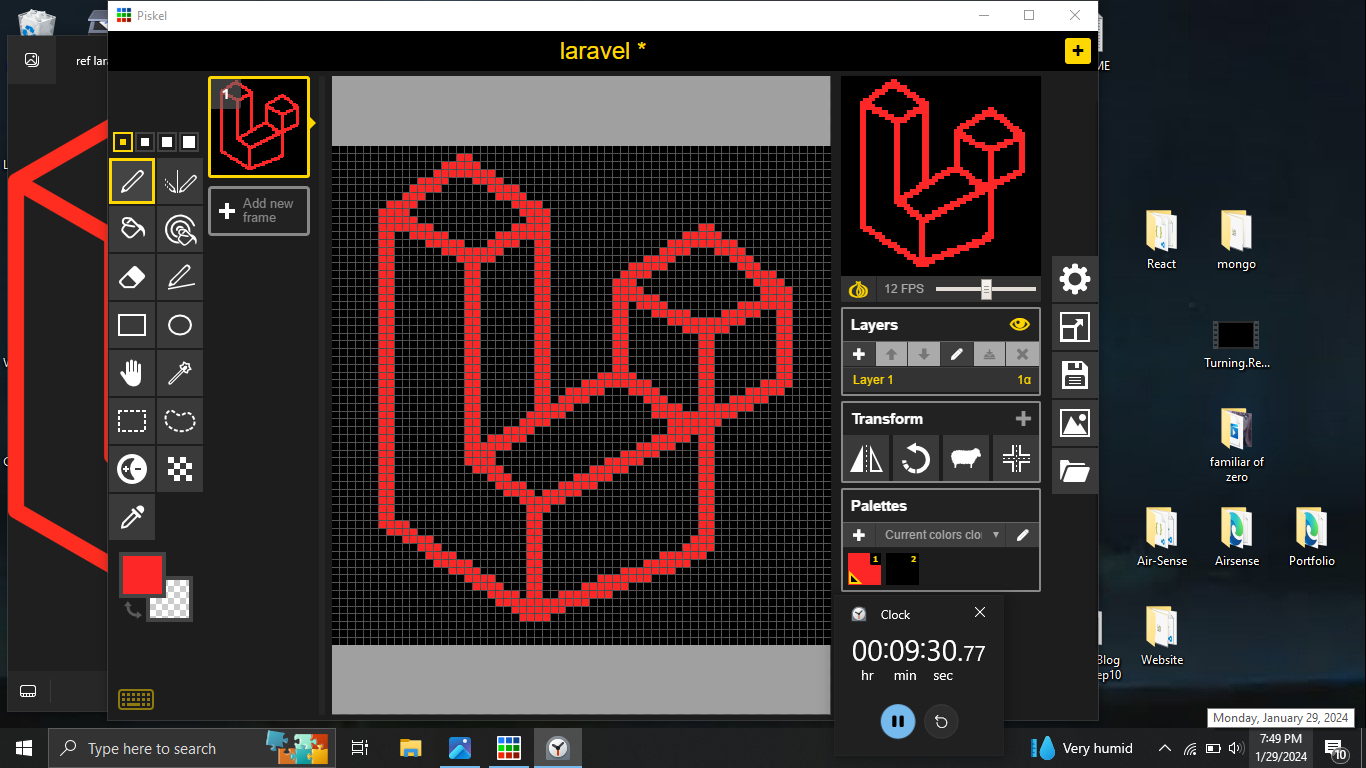 Piskel
laravel *
ref lar
1
Add new
frame
12 FPS
Layers
Layer 1
1α
Transform
Palettes
Current colors clo
1
2
Clock
00:09:30.77
hr
min
sec
ME
React
mongo
Turning.Re...
familiar of
zero
Air-Sense
Airsense
Portfolio
Blog
ep10
Website
Monday, January 29, 2024
Type here to search
Very humid
7:49 PM
1/29/2024
10